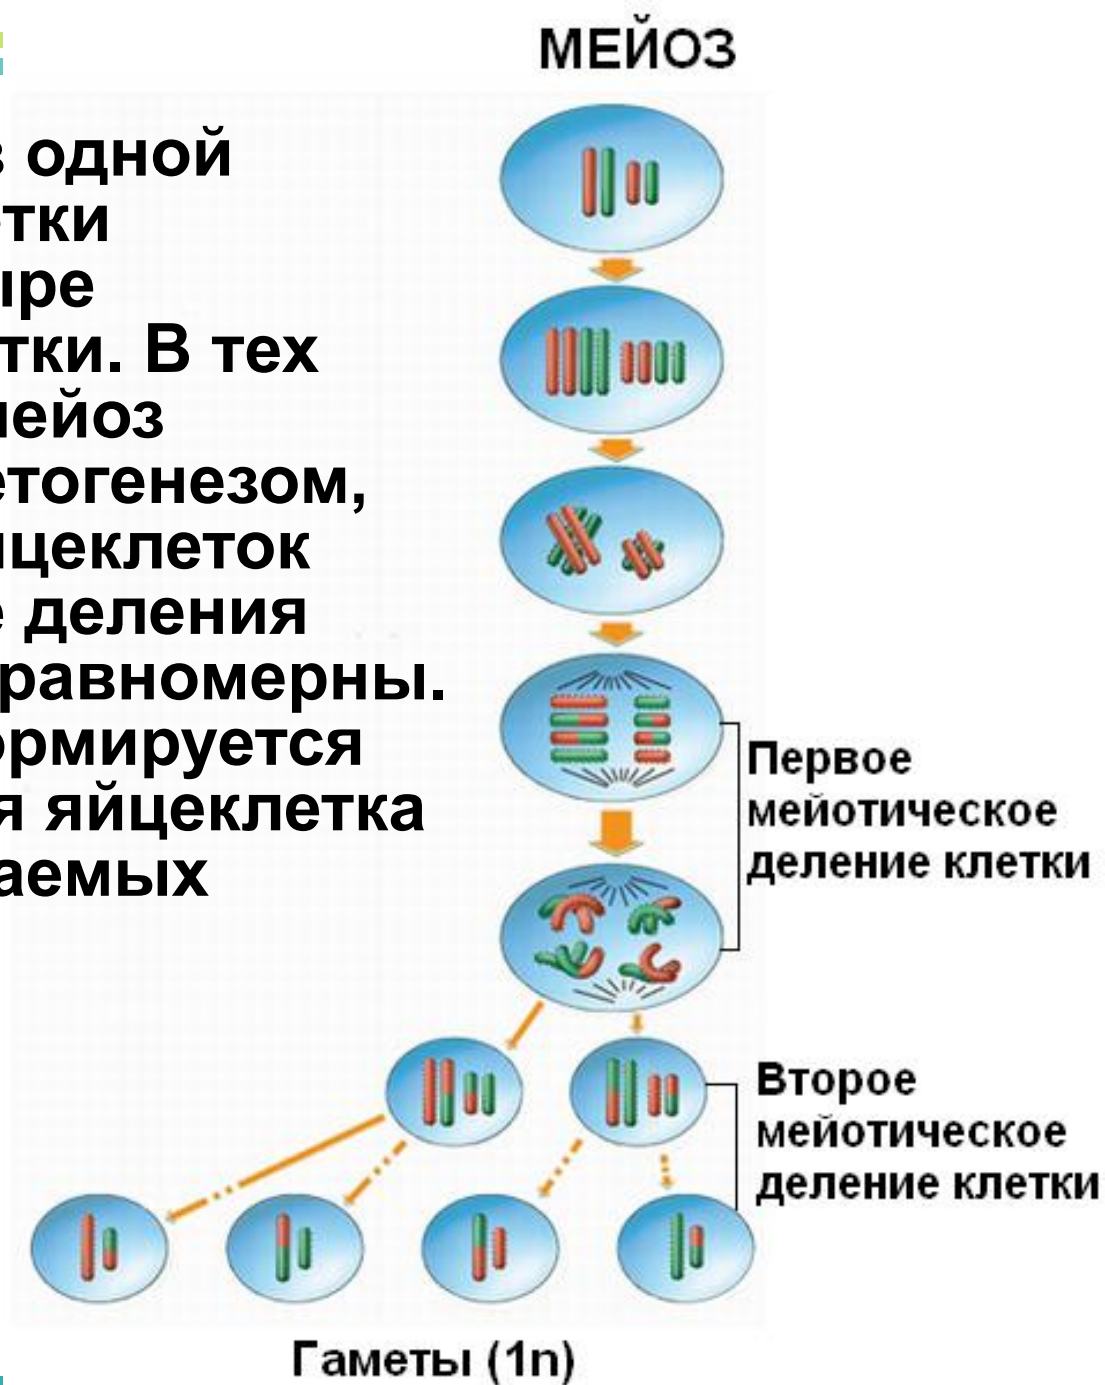 МЕЙОЗ
в одной
тки
ыре
тки. В тех
мейоз
етогенезом,
йцеклеток
е деления
равномерны.
ормируется
я яйцеклетка
аемых
Первое
мейотическое
деление клетки
Второе
мейотическое
деление клетки
Гаметы (1n)